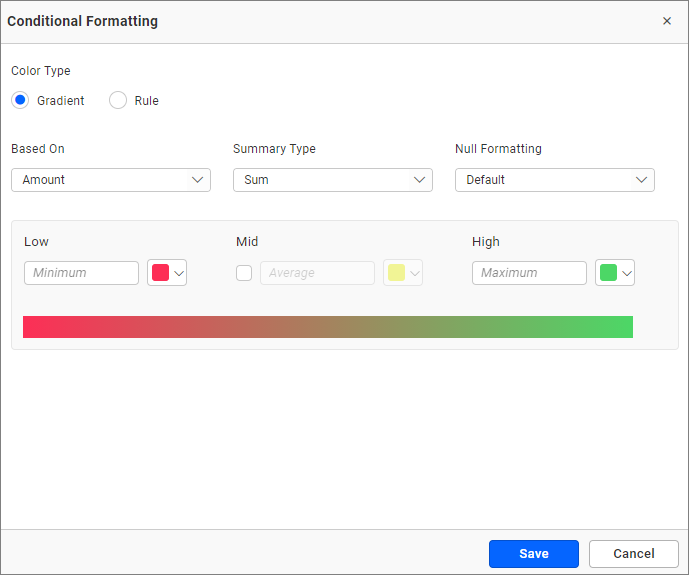 Conditional Formatting
Color Type
Gradient Rule
Based On Summary Type Null Formatting
Amount Sum Default
Low Mid High
Minimum Average Maximum
Save Cancel